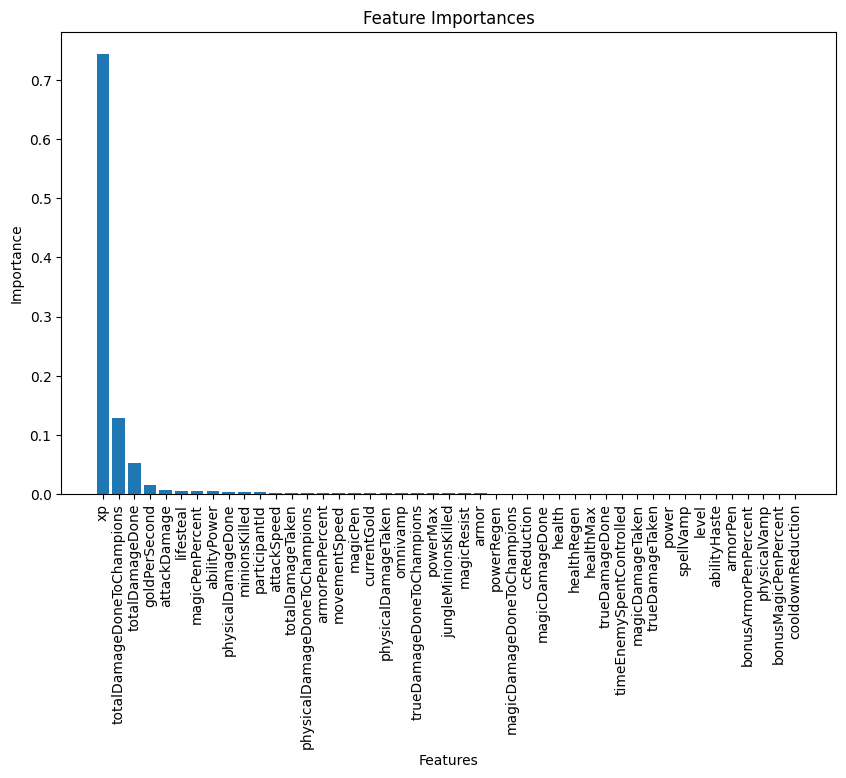 Feature Importances
Importance
0.7
0.6
0.5
0.4
0.3
0.2
0.1
0.0
xp
totalDamageDoneToChampions
totalDamageDone
goldPerSecond
attackDamage
lifesteal
magicPenPercent
abilityPower
physicalDamageDone
minionsKilled
participantId
attackSpeed
totalDamageTaken
physicalDamageDoneToChampions
armorPenPercent
movementSpeed
magicPen
currentGold
physicalDamageTaken
omnivamp
trueDamageDoneToChampions
powerMax
jungleMinionsKilled
magicResist
armor
powerRegen
magicDamageDoneToChampions
ccReduction
magicDamageDone
health
healthRegen
healthMax
trueDamageDone
timeEnemySpentControlled
magicDamageTaken
trueDamageTaken
power
spellVamp
level
abilityHaste
armorPen
bonusArmorPenPercent
physicalVamp
bonusMagicPenPercent
cooldownReduction
Features